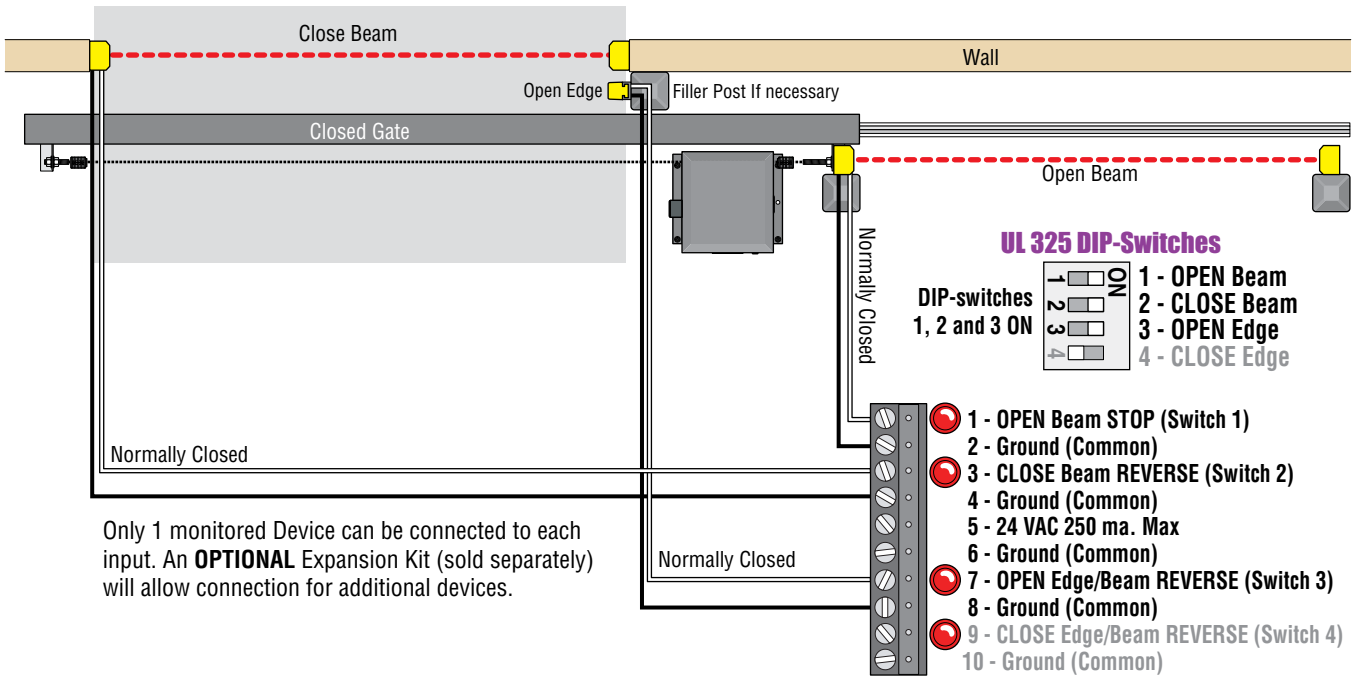 Close Beam
Wall
Open Edge
Filler Post If necessary
Closed Gate
Open Beam
Normally Closed
UL 325 DIP-Switches
DIP-switches
1, 2 and 3 ON
ON
1
2
3
4
1 - OPEN Beam
2 - CLOSE Beam
3 - OPEN Edge
4 - CLOSE Edge
Normally Closed
Only 1 monitored Device can be connected to each
input. An OPTIONAL Expansion Kit (sold separately)
will allow connection for additional devices.
Normally Closed
1 - OPEN Beam STOP (Switch 1)
2 - Ground (Common)
3 - CLOSE Beam REVERSE (Switch 2)
4 - Ground (Common)
5 - 24 VAC 250 ma. Max
6 - Ground (Common)
7 - OPEN Edge/Beam REVERSE (Switch 3)
8 - Ground (Common)
9 - CLOSE Edge/Beam REVERSE (Switch 4)
10 - Ground (Common)